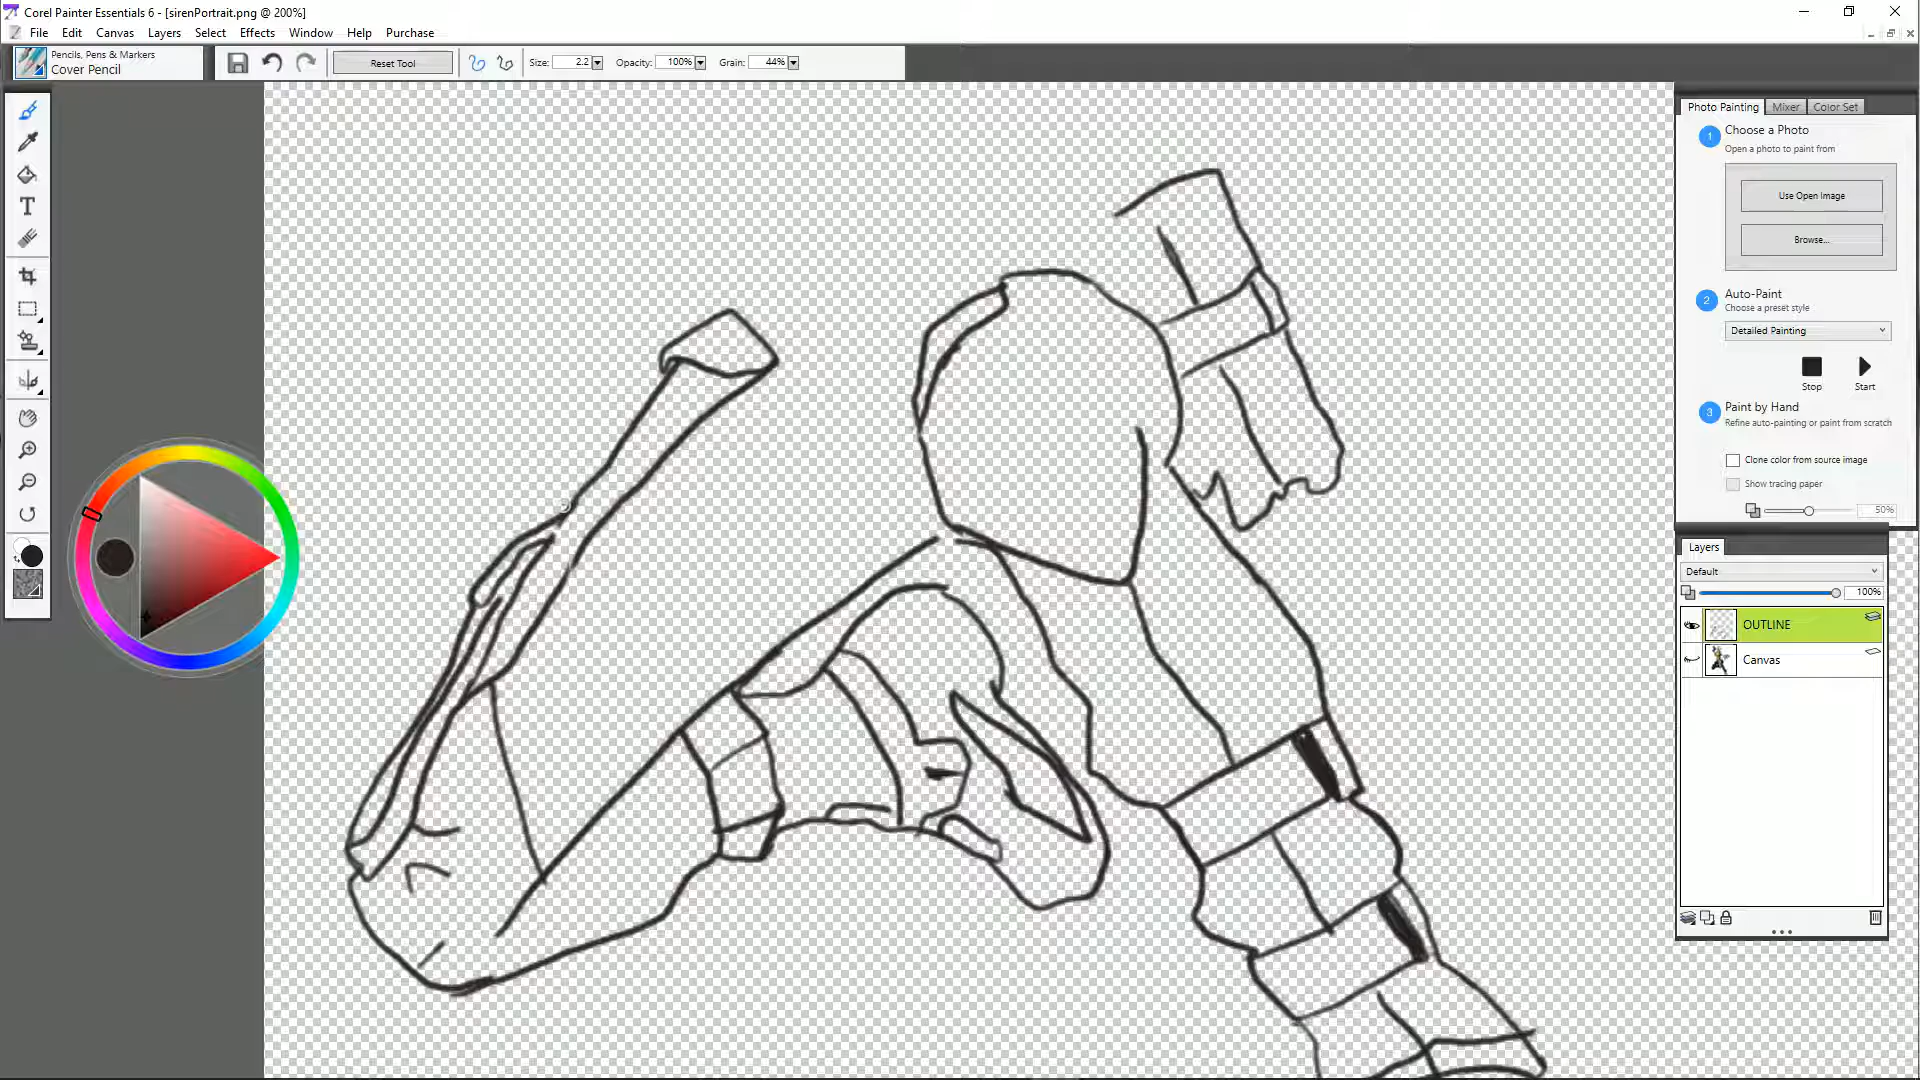 Corel Painter Essentials 6 - [sirenPortrait.png @ 200%]
File Edit Canvas Layers Select Effects Window Help Purchase
Pencils, Pens & Markers
Cover Pencil
Reset Tool
Size: 2.2
Opacity: 100%
Grain: 44%
T
Photo Painting Mixer Color Set
1 Choose a Photo
Open a photo to paint from
Use Open Image
Browse...
2 Auto-Paint
Choose a preset style
Detailed Painting
Stop Start
3 Paint by Hand
Refine auto-painting or paint from scratch
Clone color from source image
Show tracing paper
50%
Layers
Default
100%
OUTLINE
Canvas